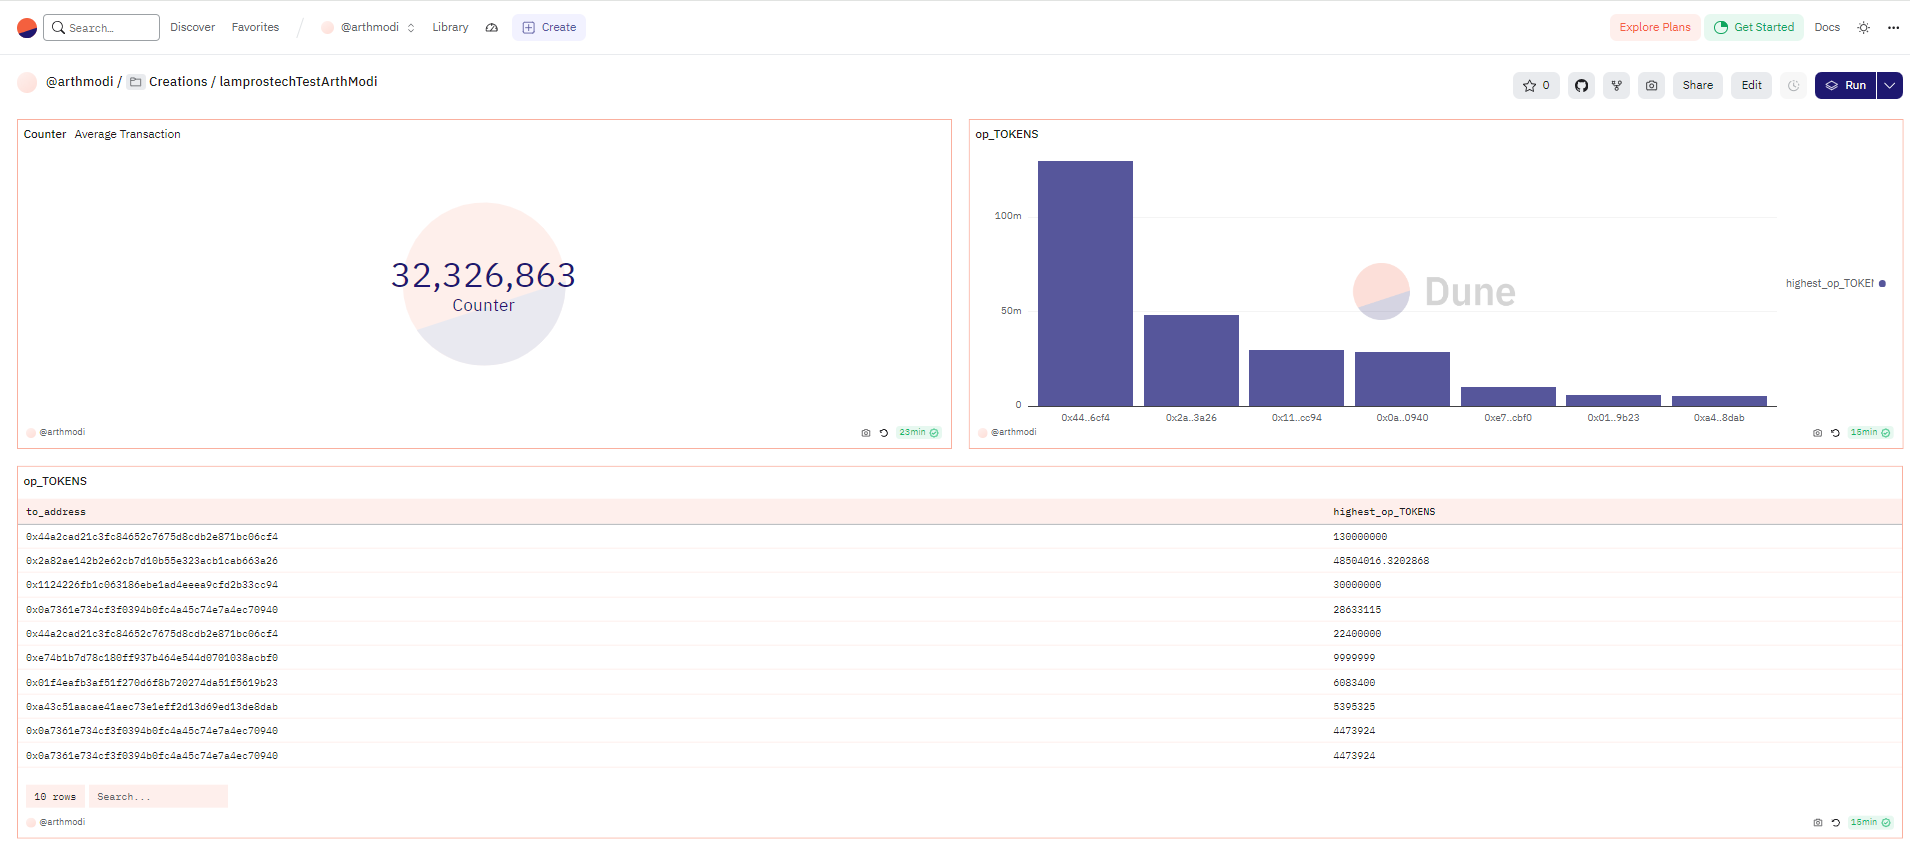 Search...
Discover
Favorites
@arthmodi
Library
Create
Explore Plans
Get Started
Docs
@arthmodi / Creations / lamprostechTestArthModi
0
Share
Edit
Run
Counter Average Transaction
32,326,863
Counter
@arthmodi
23min
op_TOKENS
100m
50m
0
Dune
highest_op_TOKEN
0x44..6cf4
0x2a..3a26
0x11..cc94
0x0a..0940
0xe7..cbf0
0x01..9b23
0xa4..8dab
@arthmodi
15min
op_TOKENS
to_address highest_op_TOKENS
0x44a2cad21c3fc84652c7675d8cdb2e871bc06cf4 130000000
0x2a82ae142b2e62cb7d10b55e323acb1cab663a26 48504016.3202868
0x1124226fb1c063186ebe1ad4eeea9cfd2b33cc94 30000000
0x0a7361e734cf3f0394b0fc4a45c74e7a4ec70940 28633115
0x44a2cad21c3fc84652c7675d8cdb2e871bc06cf4 22400000
0xe74b1b7d78c180ff937b464e544d0701038acbf0 9999999
0x01f4eafb3af51f270d6f8b720274da51f5619b23 6083400
0xa43c51aacae41aec73e1eff2d13d69ed13de8dab 5395325
0x0a7361e734cf3f0394b0fc4a45c74e7a4ec70940 4473924
0x0a7361e734cf3f0394b0fc4a45c74e7a4ec70940 4473924
10 rows
Search...
@arthmodi
15min